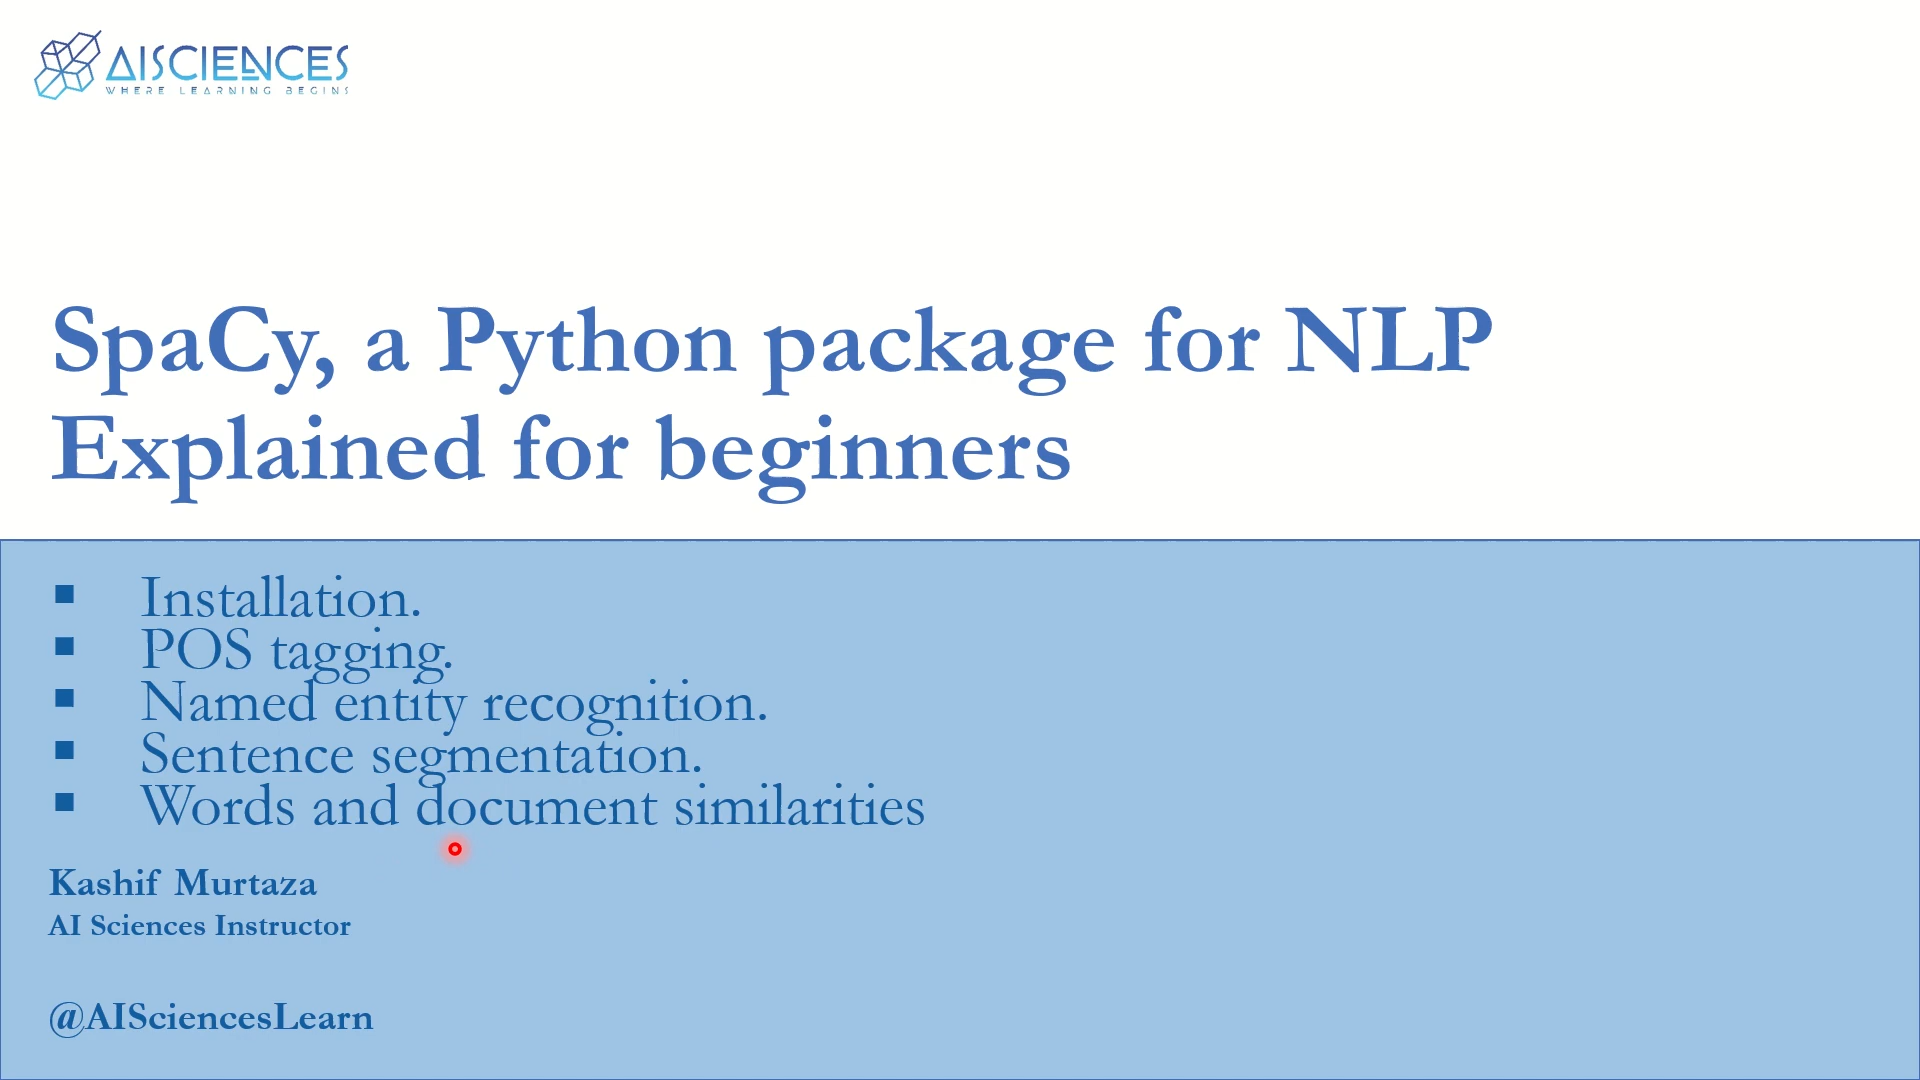 AISCIENCES
WHERE LEARNING BEGINS
SpaCy, a Python package for NLP
Explained for beginners
▪ Installation.
▪ POS tagging.
▪ Named entity recognition.
▪ Sentence segmentation.
▪ Words and document similarities
Kashif Murtaza
AI Sciences Instructor
@AISciencesLearn